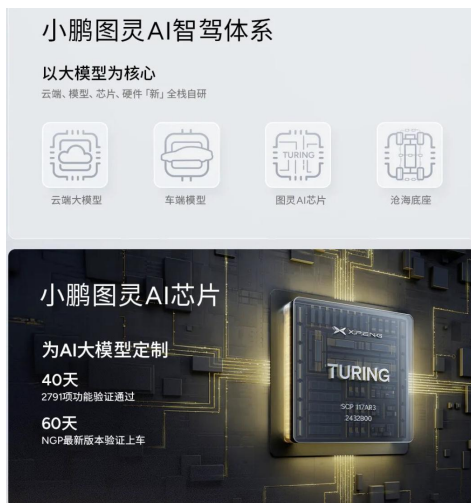 小鹏图灵AI智驾体系
以大模型为核心
云端、模型、芯片、硬件「新」全栈自研
TURING
云端大模型
车端模型
图灵AI芯片
沧海底座
小鹏图灵AI芯片
为AI大模型定制
40天
2791项功能验证通过
60天
NGP最新版本验证上车
XPENG
TURING
SCP 117AR3
2432B00